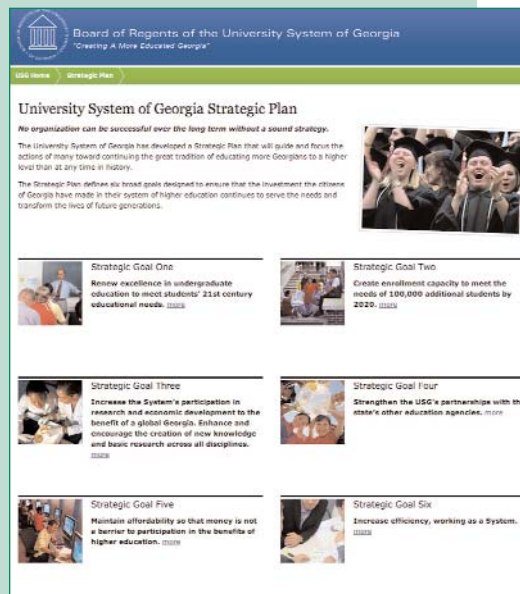 Board of Regents of the University System of Georgia
"Creating A More Educated Georgia"
USG Home
Strategic Plan
University System of Georgia Strategic Plan
No organization can be successful over the long term without a sound strategy.
The University System of Georgia has developed a Strategic Plan that will guide and focus the
actions of many toward continuing the great tradition of educating more Georgians to a higher
level than at any time in history.
The Strategic Plan defines six broad goals designed to ensure that the investment the citizens
of Georgia have made in their system of higher education continues to serve the needs and
transform the lives of future generations.
Strategic Goal One
Renew excellence in undergraduate
education to meet students' 21st century
educational needs. more
Strategic Goal Two
Create enrollment capacity to meet the
needs of 100,000 additional students by
2020. more
Strategic Goal Three
Increase the System's participation in
research and economic development to the
benefit of a global Georgia. Enhance and
encourage the creation of new knowledge
and basic research across all disciplines.
more
Strategic Goal Four
Strengthen the USG's partnerships with th
state's other education agencies. more
Strategic Goal Five
Maintain affordability so that money is not
a barrier to participation in the benefits of
higher education. more
Strategic Goal Six
Increase efficiency, working as a System.
more